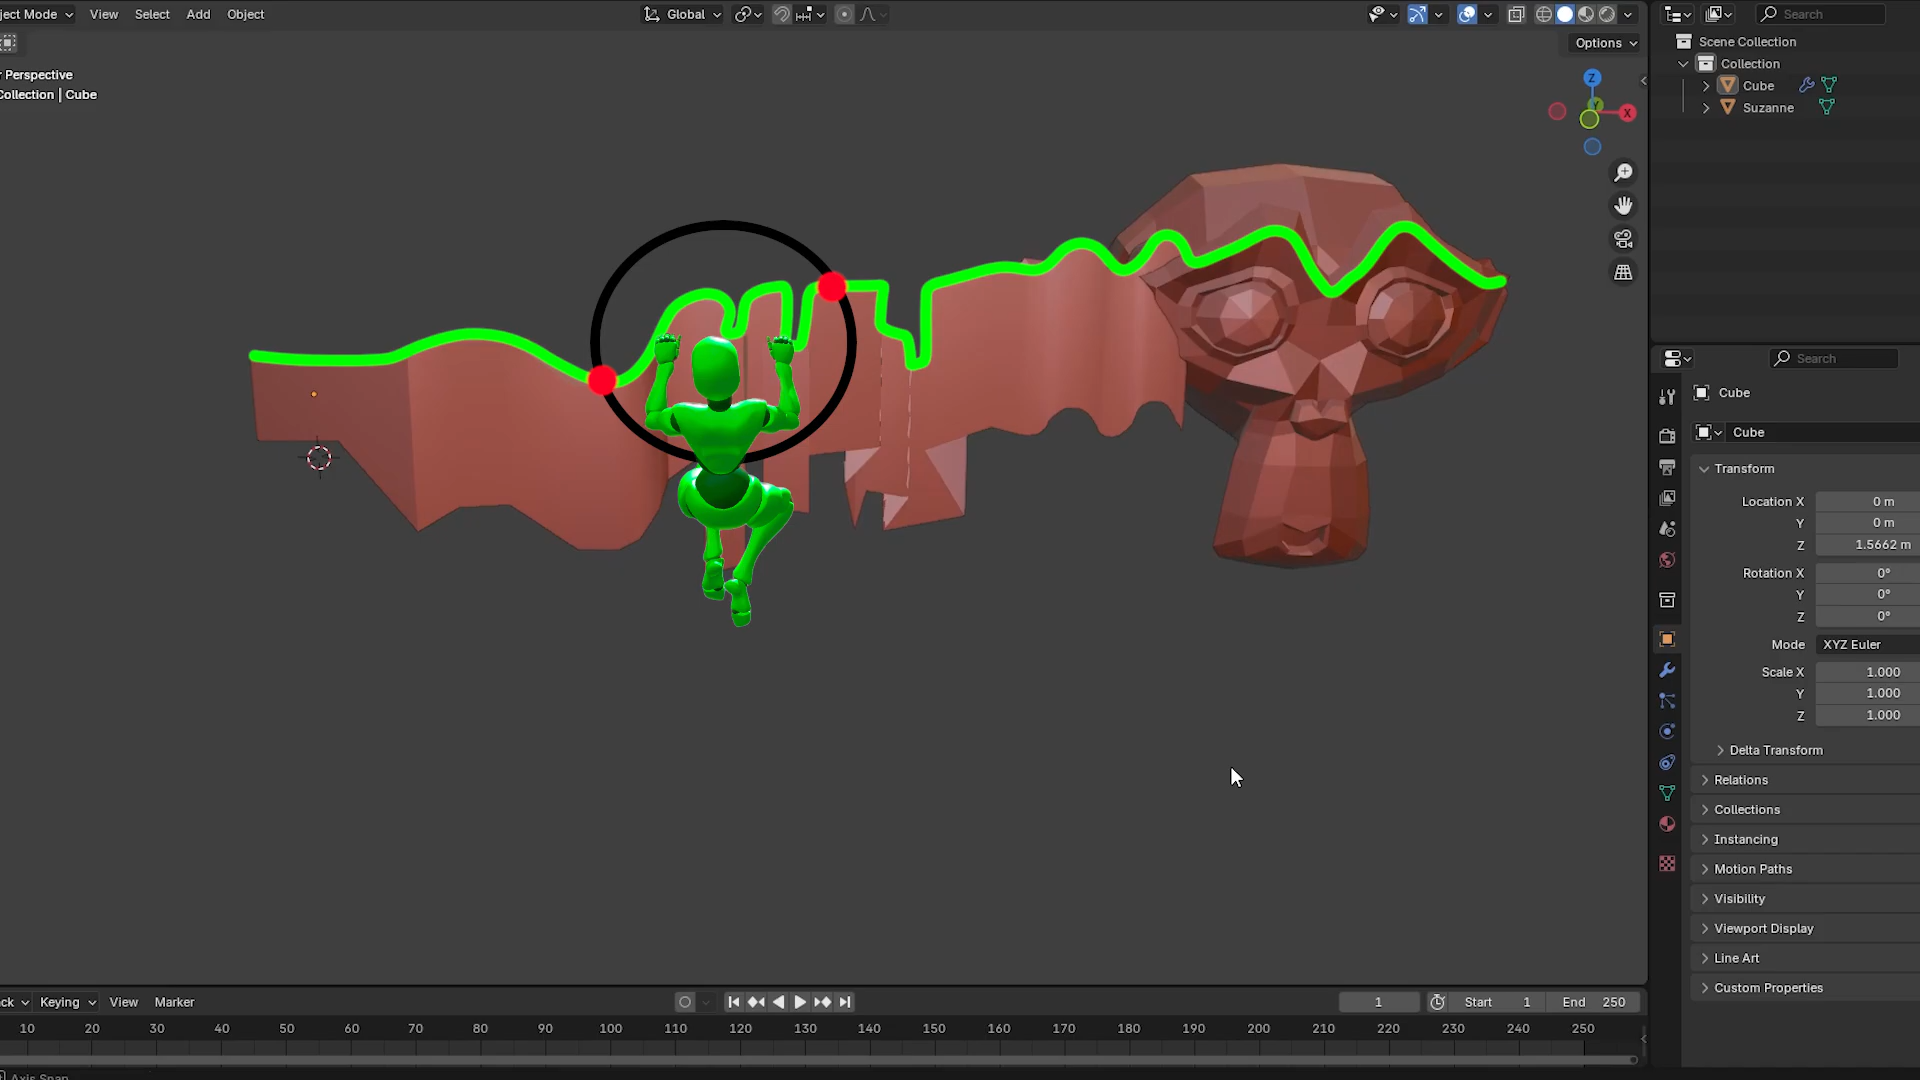 ject Mode
View
Select
Add
Object
Global
Search
Options
r Perspective
Collection | Cube
Z
Y
X
Scene Collection
Collection
Cube
Suzanne
Search
Cube
Cube
Transform
Location X 0 m
Y 0 m
Z 1.5662 m
Rotation X 0°
Y 0°
Z 0°
Mode XYZ Euler
Scale X 1.000
Y 1.000
Z 1.000
Delta Transform
Relations
Collections
Instancing
Motion Paths
Visibility
Viewport Display
Line Art
Custom Properties
ck Keying View Marker
1 Start 1 End 250
10 20 30 40 50 60 70 80 90 100 110 120 130 140 150 160 170 180 190 200 210 220 230 240 250
Axis Snap